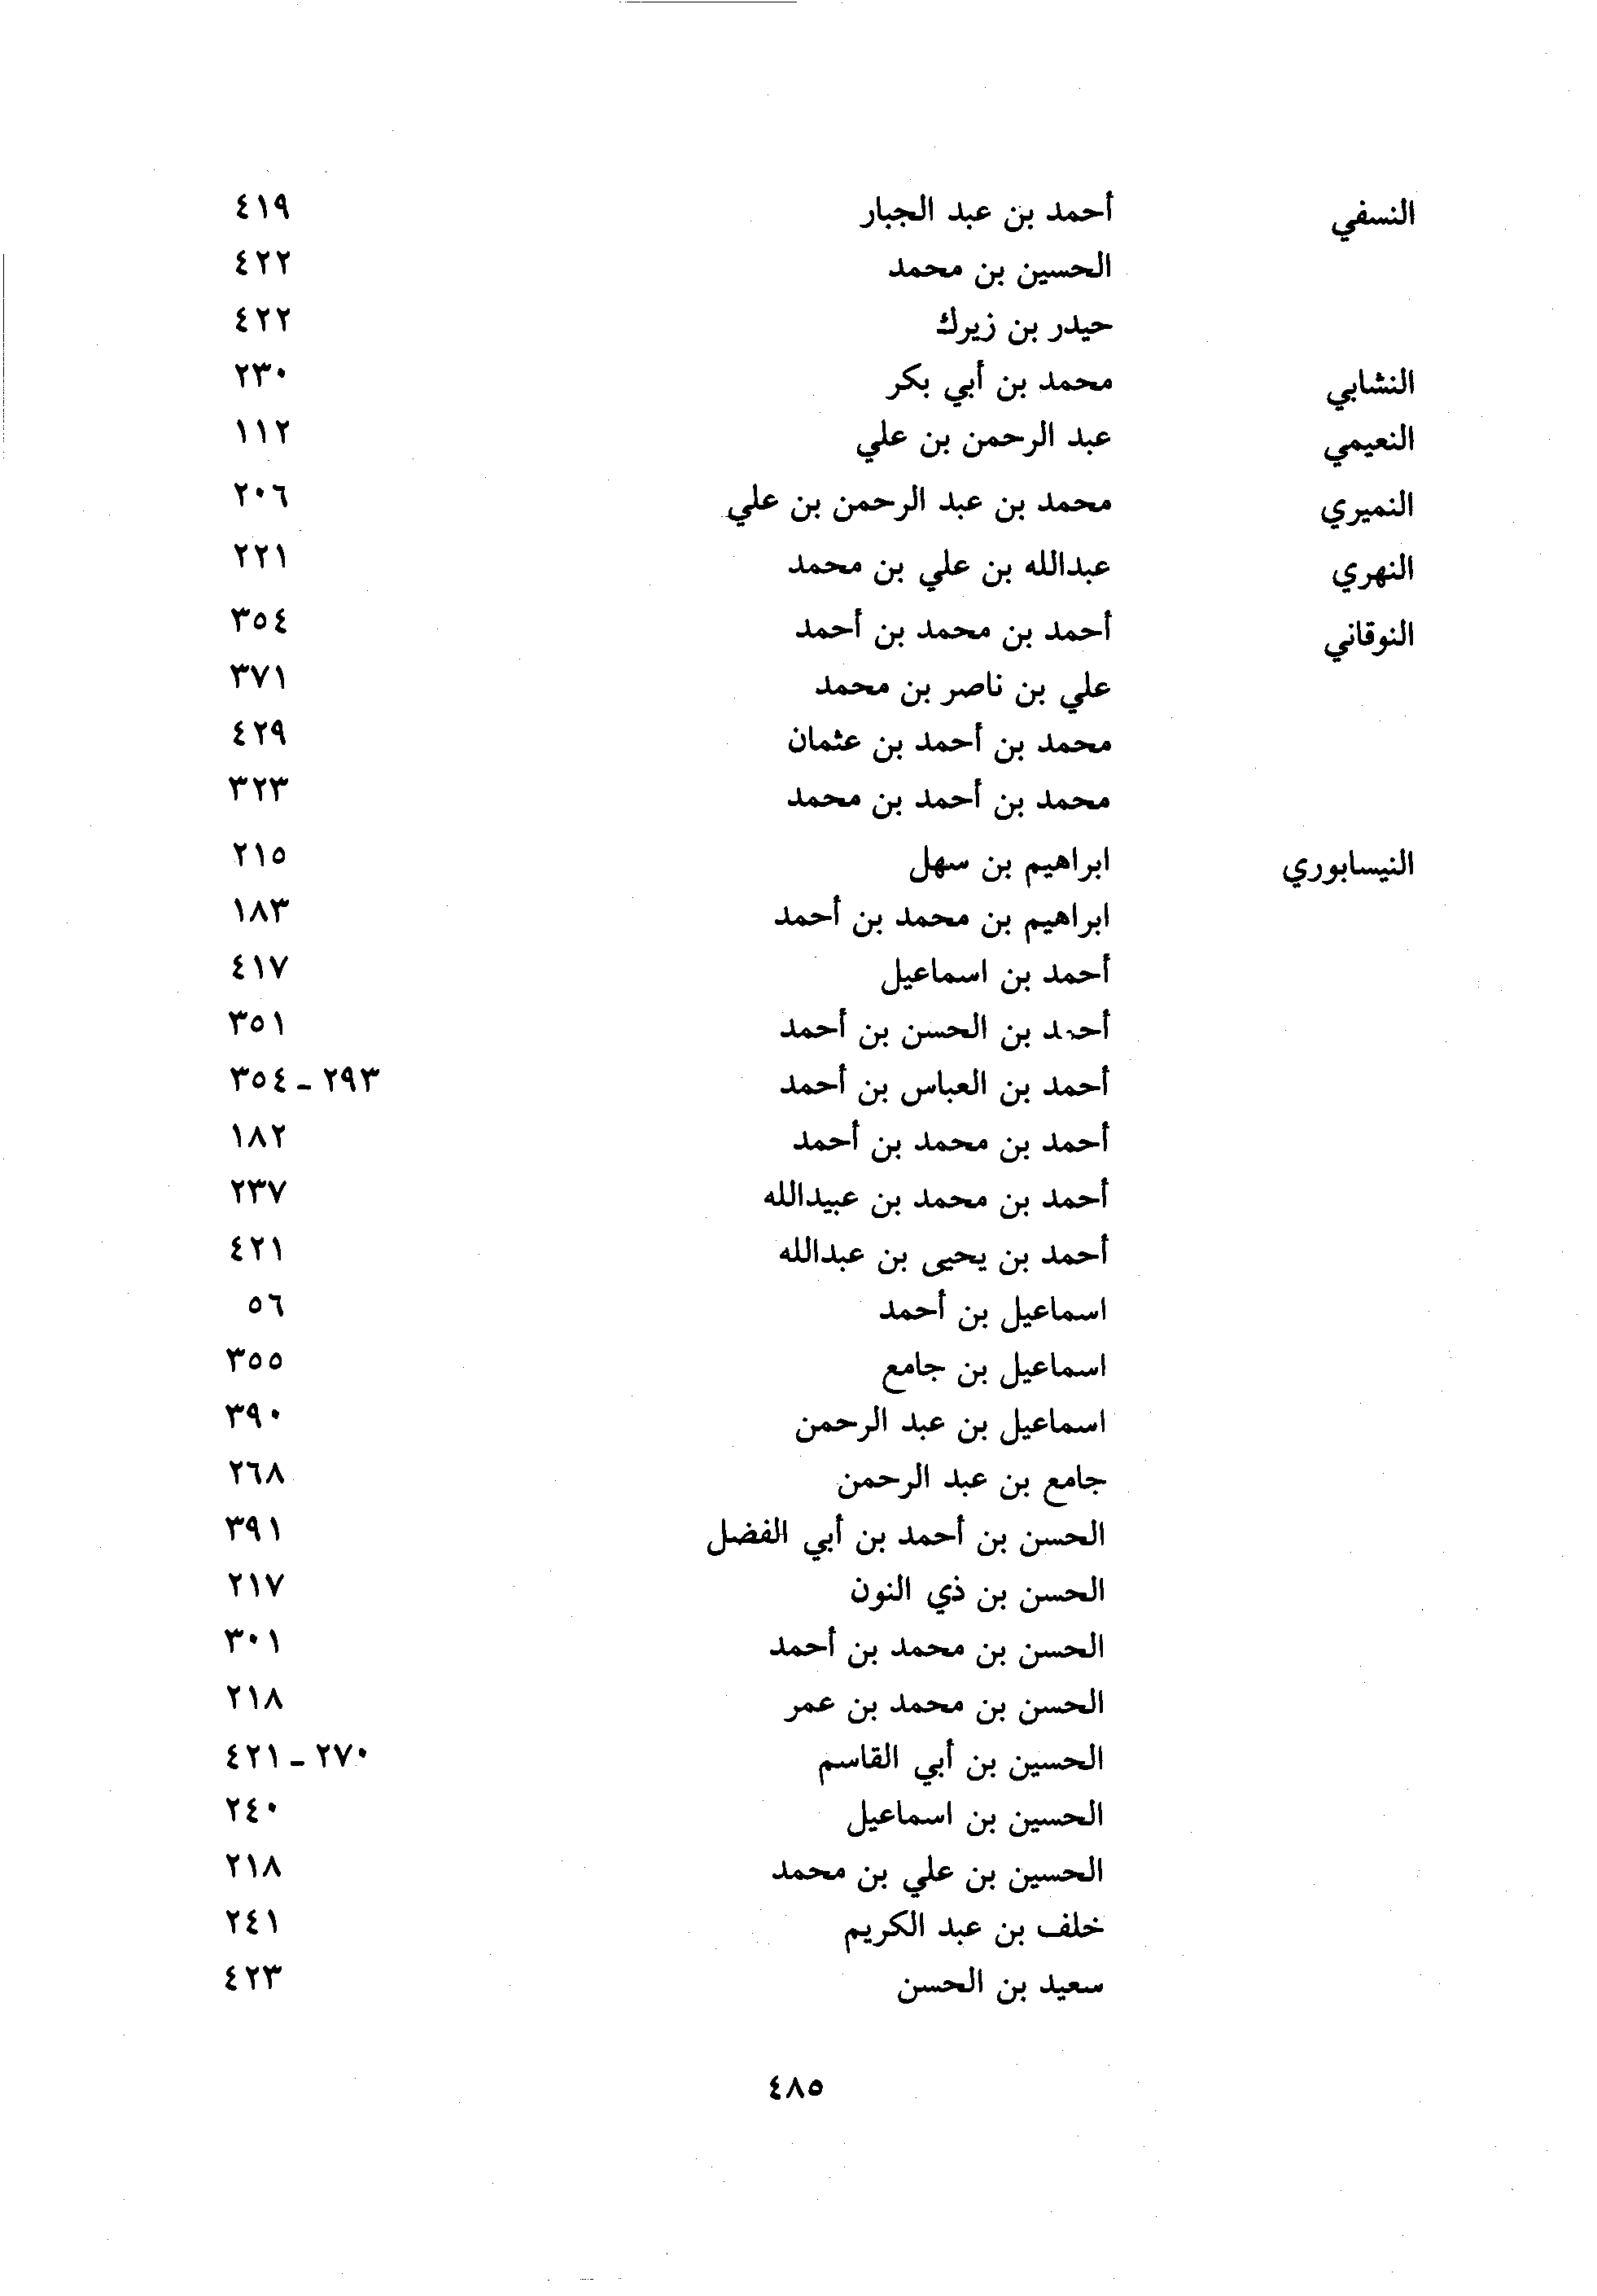 النسفي أحمد بن عبد الجبار ٤١٩
الحسين بن محمد ٤٢٢
حيدر بن زيرك ٤٢٢
النشابي محمد بن أبي بكر ٢٣٠
النعيمي عبد الرحمن بن علي ١١٢
النميري محمد بن عبد الرحمن بن علي ٢٠٦
النهري عبدالله بن علي بن محمد ٢٢١
النوقاني أحمد بن محمد بن أحمد ٣٥٤
علي بن ناصر بن محمد ٣٧١
محمد بن أحمد بن عثمان ٤٢٩
محمد بن أحمد بن محمد ٣٢٣
النيسابوري ابراهيم بن سهل ٢١٥
ابراهيم بن محمد بن أحمد ١٨٣
أحمد بن اسماعيل ٤١٧
أحمد بن الحسن بن أحمد ٣٥١
أحمد بن العباس بن أحمد ٢٩٣ - ٣٥٤
أحمد بن محمد بن أحمد ١٨٢
أحمد بن محمد بن عبيدالله ٢٣٧
أحمد بن يحيى بن عبدالله ٤٢١
اسماعيل بن أحمد ٥٦
اسماعيل بن جامع ٣٥٥
اسماعيل بن عبد الرحمن ٣٩٠
جامع بن عبد الرحمن ٢٦٨
الحسن بن أحمد بن أبي الفضل ٣٩١
الحسن بن ذي النون ٢١٧
الحسن بن محمد بن أحمد ٣٠١
الحسن بن محمد بن عمر ٢١٨
الحسين بن أبي القاسم ٢٧٠ - ٤٢١
الحسين بن اسماعيل ٢٤٠
الحسين بن علي بن محمد ٢١٨
خلف بن عبد الكريم ٢٤١
سعيد بن الحسن ٤٢٣
٤٨٥